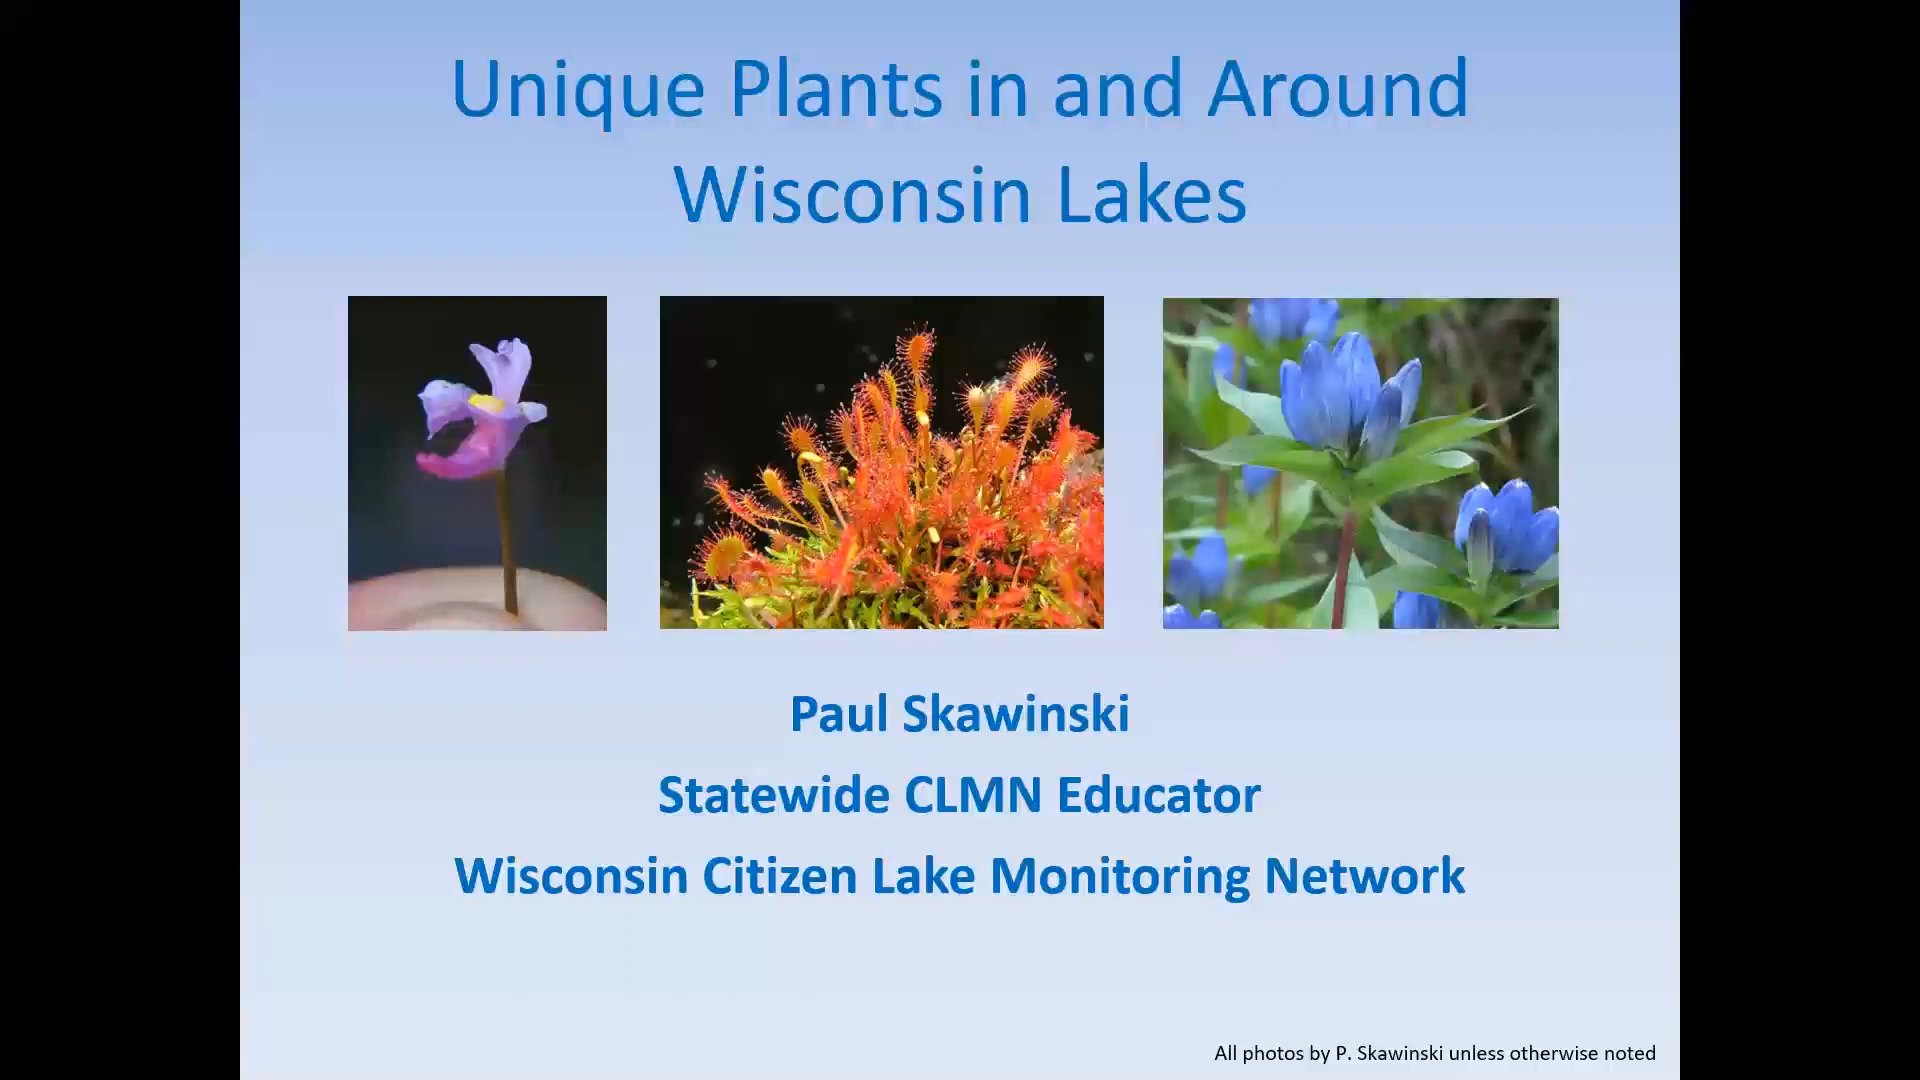 Unique Plants in and Around
Wisconsin Lakes
Paul Skawinski
Statewide CLMN Educator
Wisconsin Citizen Lake Monitoring Network
All photos by P. Skawinski unless otherwise noted